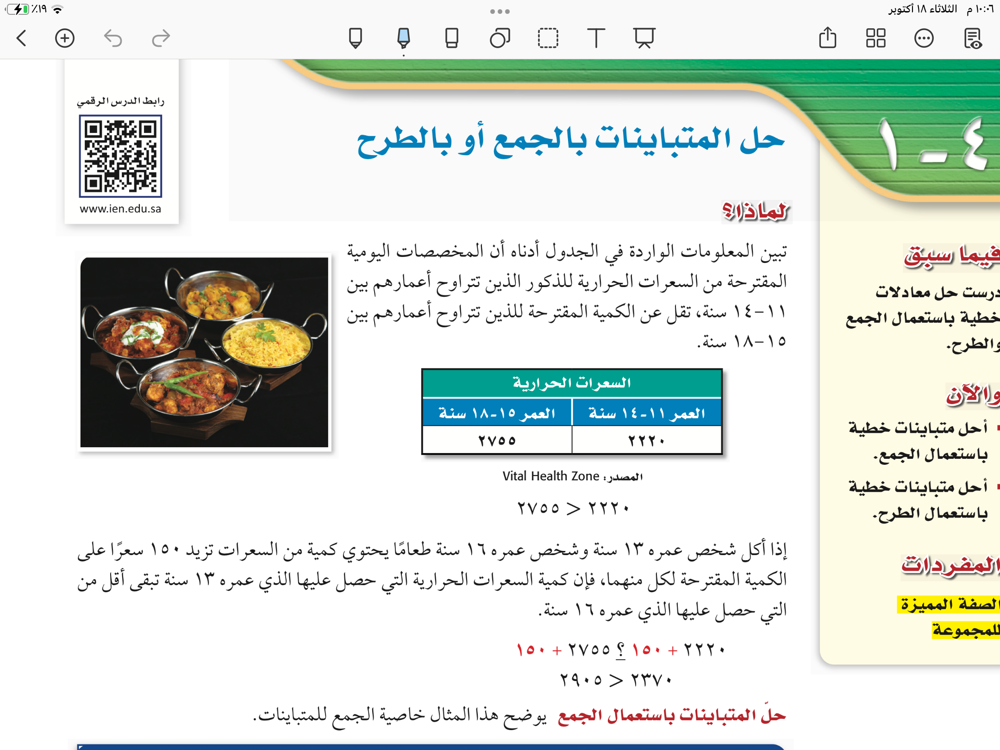 ١٠:٠٦ م الثلاثاء ١٨ أكتوبر
٪١٩
٤-١
حل المتباينات بالجمع أو بالطرح
رابط الدرس الرقمي
www.ien.edu.sa
فيما سبق
درست حل معادلات
خطية باستعمال الجمع
والطرح.
والآن
أحل متباينات خطية
باستعمال الجمع.
أحل متباينات خطية
باستعمال الطرح.
المفردات
الصفة المميزة
للمجموعة
لماذا؟
تبين المعلومات الواردة في الجدول أدناه أن المخصصات اليومية
المقترحة من السعرات الحرارية للذكور الذين تتراوح أعمارهم بين
١١-١٤ سنة، تقل عن الكمية المقترحة للذين تتراوح أعمارهم بين
١٥-١٨ سنة.
السعرات الحرارية
العمر ١١-١٤ سنة العمر ١٥-١٨ سنة
٢٢٢٠ ٢٧٥٥
المصدر: Vital Health Zone
٢٢٢٠ < ٢٧٥٥
إذا أكل شخص عمره ١٣ سنة وشخص عمره ١٦ سنة طعامًا يحتوي كمية من السعرات تزيد ١٥٠ سعرًا على
الكمية المقترحة لكل منهما، فإن كمية السعرات الحرارية التي حصل عليها الذي عمره ١٣ سنة تبقى أقل من
التي حصل عليها الذي عمره ١٦ سنة.
٢٢٢٠ + ١٥٠ ؟ ٢٧٥٥ + ١٥٠
٢٣٧٠ < ٢٩٠٥
حلّ المتباينات باستعمال الجمع يوضح هذا المثال خاصية الجمع للمتباينات.